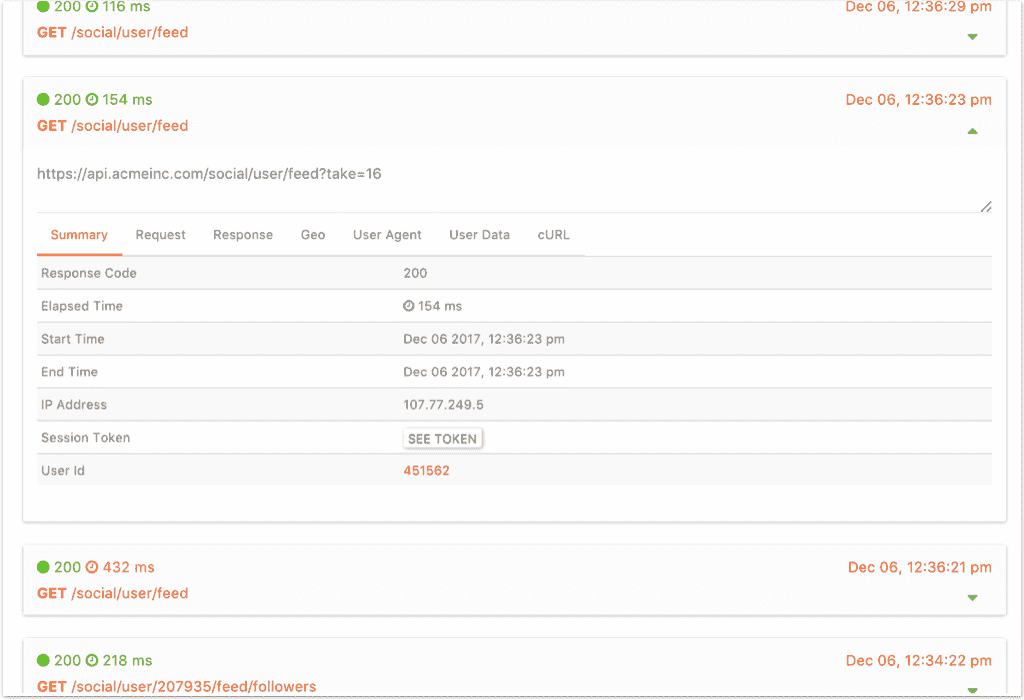 200 116 ms Dec 06, 12:36:29 pm
GET /social/user/feed
200 154 ms Dec 06, 12:36:23 pm
GET /social/user/feed
https://api.acmeinc.com/social/user/feed?take=16
Summary Request Response Geo User Agent User Data cURL
Response Code 200
Elapsed Time 154 ms
Start Time Dec 06 2017, 12:36:23 pm
End Time Dec 06 2017, 12:36:23 pm
IP Address 107.77.249.5
Session Token SEE TOKEN
User Id 451562
200 432 ms Dec 06, 12:36:21 pm
GET /social/user/feed
200 218 ms Dec 06, 12:34:22 pm
GET /social/user/207935/feed/followers